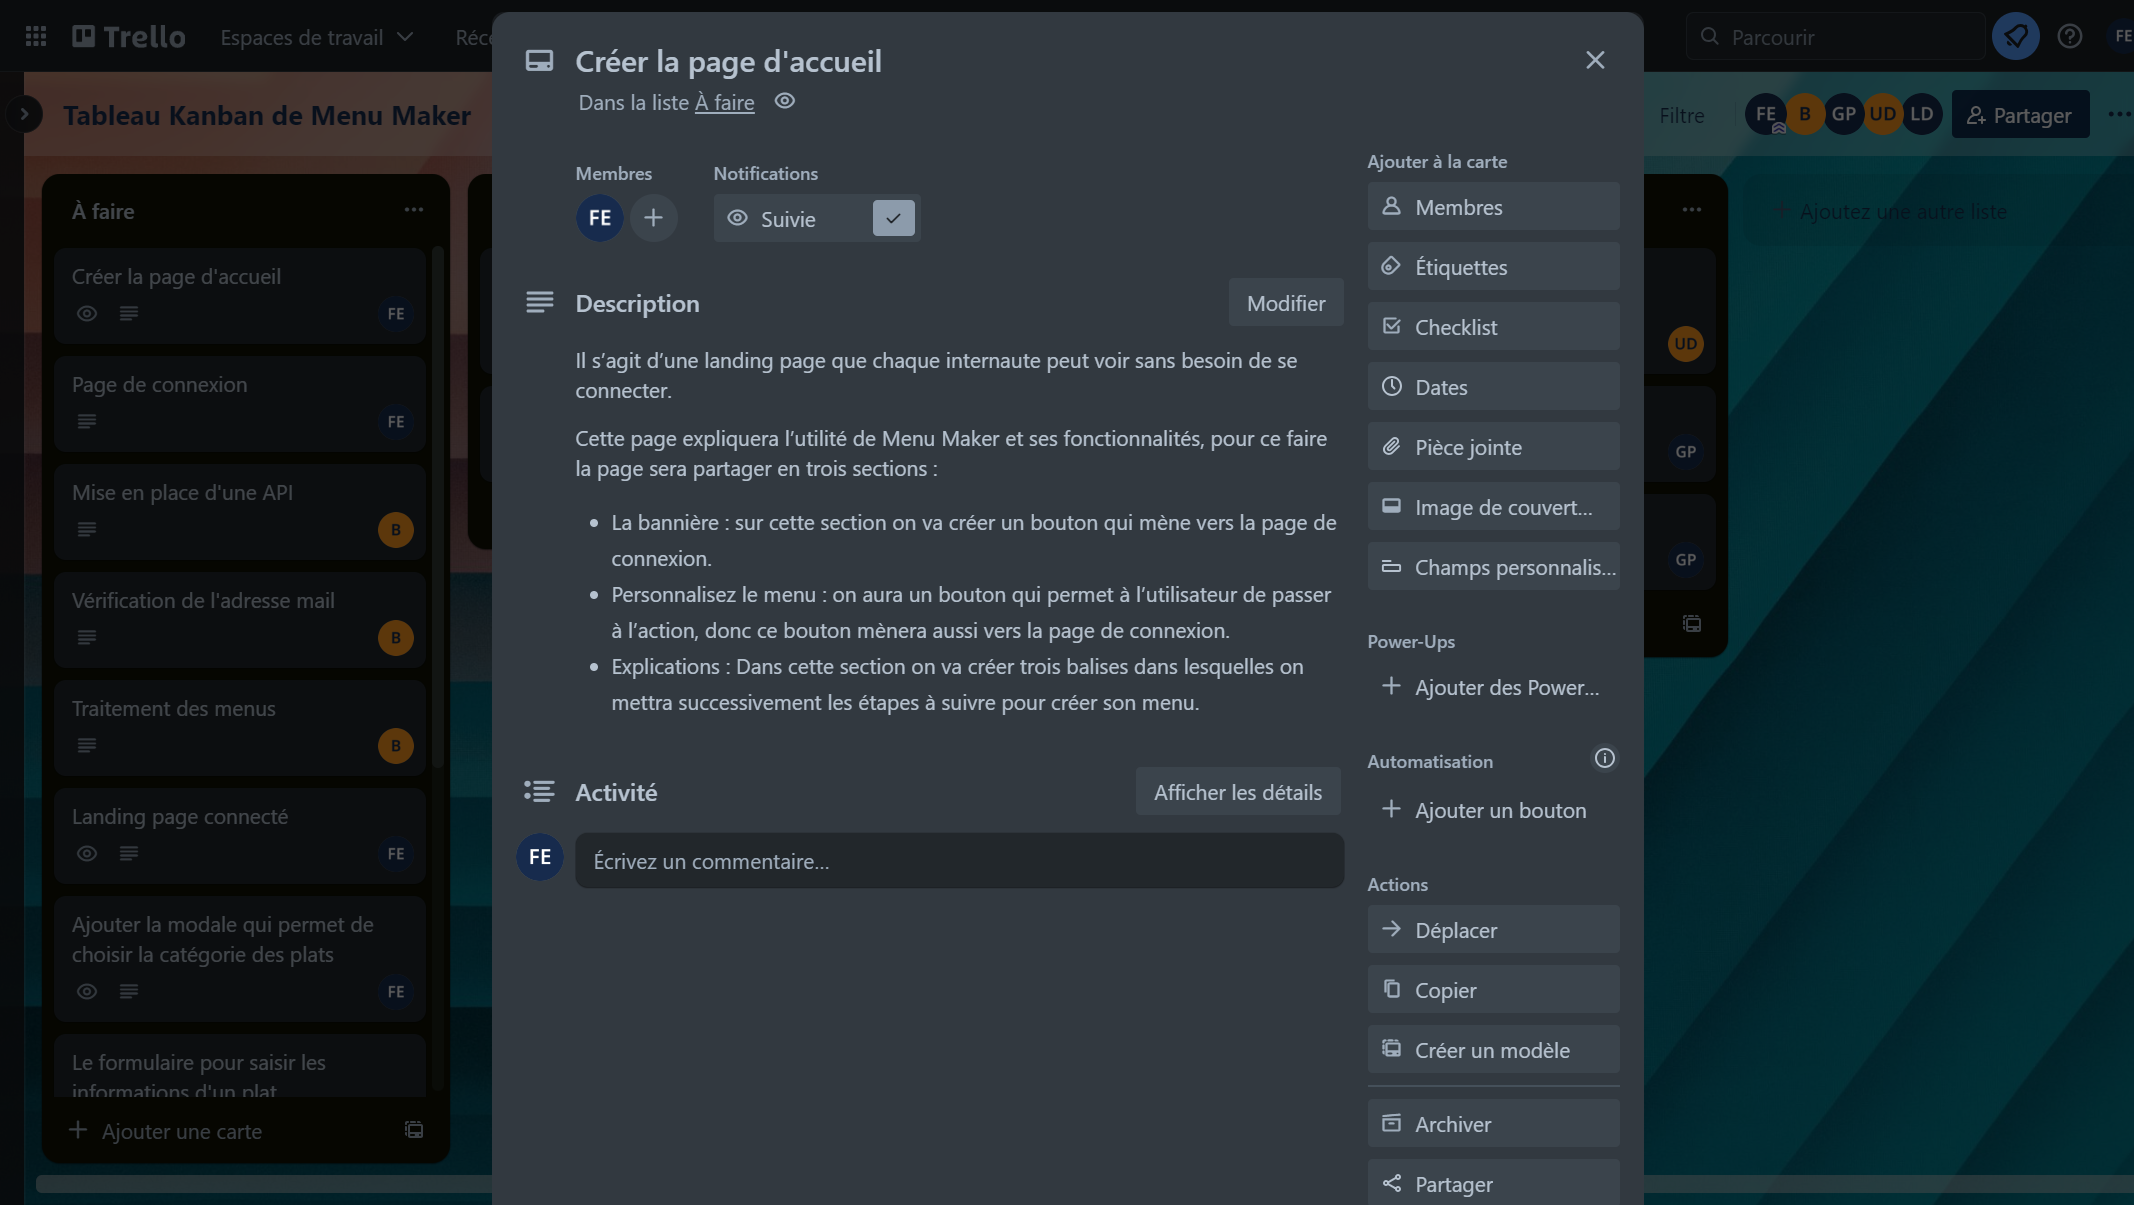 Trello
Espaces de travail
Réc
Parcourir
FE
Tableau Kanban de Menu Maker
Filtre
FE
B
GP
UD
LD
Partager
À faire
Créer la page d'accueil
FE
Page de connexion
FE
Mise en place d'une API
B
Vérification de l'adresse mail
B
Traitement des menus
B
Landing page connecté
FE
Ajouter la modale qui permet de
choisir la catégorie des plats
FE
Le formulaire pour saisir les
informations d'un plat
Ajouter une carte
Créer la page d'accueil
Dans la liste À faire
Membres
FE
Notifications
Suivie
Description
Modifier
Il s’agit d’une landing page que chaque internaute peut voir sans besoin de se
connecter.
Cette page expliquera l’utilité de Menu Maker et ses fonctionnalités, pour ce faire
la page sera partager en trois sections :
• La bannière : sur cette section on va créer un bouton qui mène vers la page de
connexion.
• Personnalisez le menu : on aura un bouton qui permet à l’utilisateur de passer
à l’action, donc ce bouton mènera aussi vers la page de connexion.
• Explications : Dans cette section on va créer trois balises dans lesquelles on
mettra successivement les étapes à suivre pour créer son menu.
Activité
Afficher les détails
FE
Écrivez un commentaire…
Ajouter à la carte
Membres
Étiquettes
Checklist
Dates
Pièce jointe
Image de couvert...
Champs personnalis...
Power-Ups
Ajouter des Power...
Automatisation
Ajouter un bouton
Actions
Déplacer
Copier
Créer un modèle
Archiver
Partager
UD
GP
GP
+ Ajoutez une autre liste